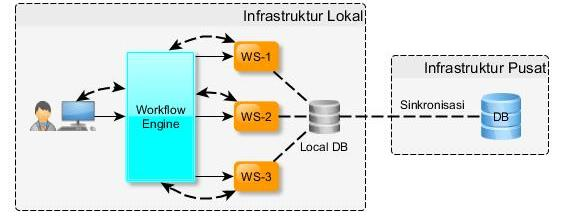 Infrastruktur Lokal
WS-1
Infrastruktur Pusat
Workflow
Engine
WS-2
Sinkronisasi
DB
Local DB
WS-3